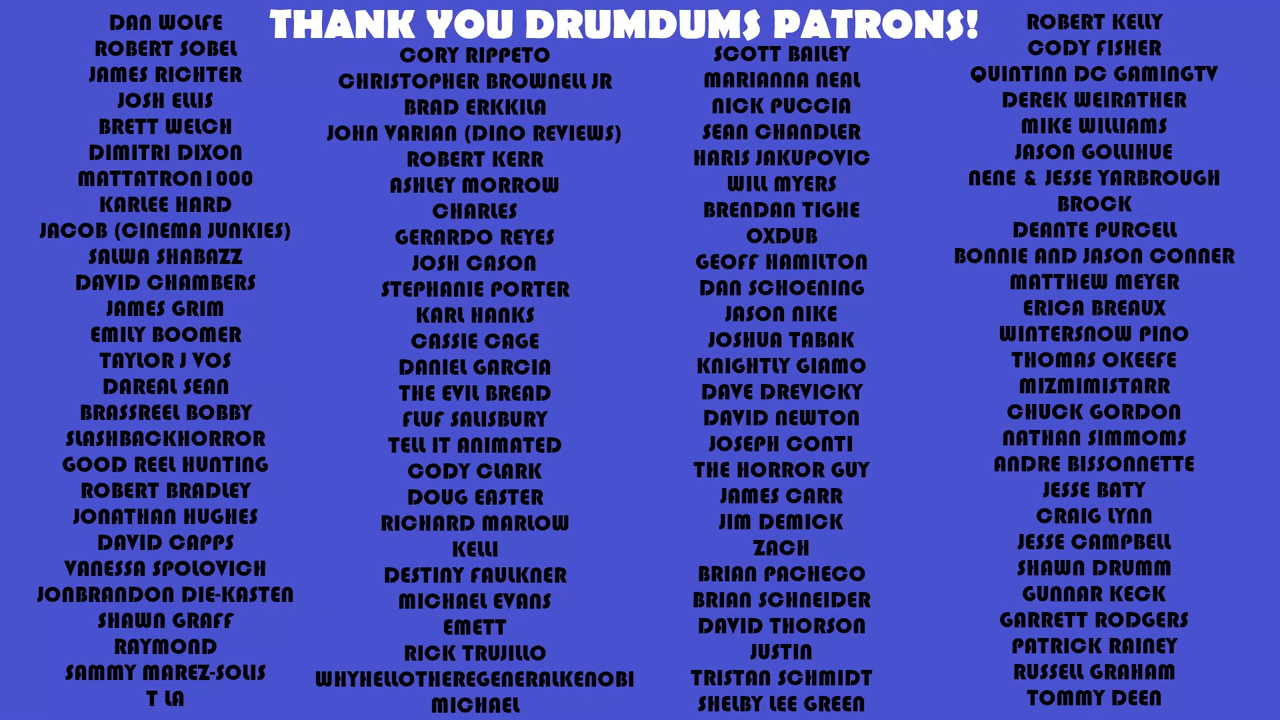 THANK YOU DRUMDUMS PATRONS!
DAN WOLFE
ROBERT SOBEL
JAMES RICHTER
JOSH ELLIS
BRETT WELCH
DIMITRI DIXON
MATTATRON1000
KARLEE HARD
JACOB (CINEMA JUNKIES)
SALWA SHABAZZ
DAVID CHAMBERS
JAMES GRIM
EMILY BOOMER
TAYLOR J VOS
DAREAL SEAN
BRASSREEL BOBBY
SLASHBACKHORROR
GOOD REEL HUNTING
ROBERT BRADLEY
JONATHAN HUGHES
DAVID CAPPS
VANESSA SPOLOVICH
JONBRANDON DIE-KASTEN
SHAWN GRAFF
RAYMOND
SAMMY MAREZ-SOLIS
T LA
CORY RIPPETO
CHRISTOPHER BROWNELL JR
BRAD ERKKILA
JOHN VARIAN (DINO REVIEWS)
ROBERT KERR
ASHLEY MORROW
CHARLES
GERARDO REYES
JOSH CASON
STEPHANIE PORTER
KARL HANKS
CASSIE CAGE
DANIEL GARCIA
THE EVIL BREAD
FLUF SALISBURY
TELL IT ANIMATED
CODY CLARK
DOUG EASTER
RICHARD MARLOW
KELLI
DESTINY FAULKNER
MICHAEL EVANS
EMETT
RICK TRUJILLO
WHYHELLOTHEREGENERALKENOBI
MICHAEL
SCOTT BAILEY
MARIANNA NEAL
NICK PUCCIA
SEAN CHANDLER
HARIS JAKUPOVIC
WILL MYERS
BRENDAN TIGHE
OXDUB
GEOFF HAMILTON
DAN SCHOENING
JASON NIKE
JOSHUA TABAK
KNIGHTLY GIAMO
DAVE DREVICKY
DAVID NEWTON
JOSEPH CONTI
THE HORROR GUY
JAMES CARR
JIM DEMICK
ZACH
BRIAN PACHECO
BRIAN SCHNEIDER
DAVID THORSON
JUSTIN
TRISTAN SCHMIDT
SHELBY LEE GREEN
ROBERT KELLY
CODY FISHER
QUINTINN DC GAMINGTV
DEREK WEIRATHER
MIKE WILLIAMS
JASON GOLLIHUE
NENE & JESSE YARBROUGH
BROCK
DEANTE PURCELL
BONNIE AND JASON CONNER
MATTHEW MEYER
ERICA BREAUX
WINTERSNOW PINO
THOMAS OKEEFE
MIZMIMISTARR
CHUCK GORDON
NATHAN SIMMOMS
ANDRE BISSONNETTE
JESSE BATY
CRAIG LYNN
JESSE CAMPBELL
SHAWN DRUMM
GUNNAR KECK
GARRETT RODGERS
PATRICK RAINEY
RUSSELL GRAHAM
TOMMY DEEN